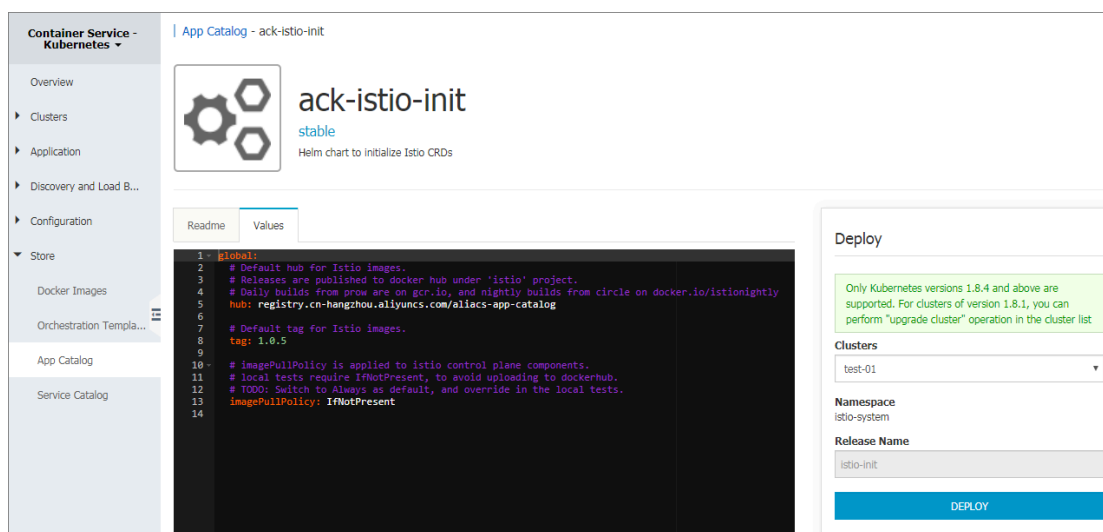 Container Service -
Kubernetes
Overview
Clusters
Application
Discovery and Load B...
Configuration
Store
Docker Images
Orchestration Templa...
App Catalog
Service Catalog
App Catalog - ack-istio-init
ack-istio-init
stable
Helm chart to initialize Istio CRDs
Readme
Values
1 global:
2 # Default hub for Istio images.
3 # Releases are published to docker hub under 'istio' project.
4 # Daily builds from prow are on gcr.io, and nightly builds from circle on docker.io/istionightly
5 hub: registry.cn-hangzhou.aliyuncs.com/aliacs-app-catalog
6
7 # Default tag for Istio images.
8 tag: 1.0.5
9
10 # imagePullPolicy is applied to istio control plane components.
11 # local tests require IfNotPresent, to avoid uploading to dockerhub.
12 # TODO: Switch to Always as default, and override in the local tests.
13 imagePullPolicy: IfNotPresent
14
Deploy
Only Kubernetes versions 1.8.4 and above are
supported. For clusters of version 1.8.1, you can
perform "upgrade cluster" operation in the cluster list
Clusters
test-01
Namespace
istio-system
Release Name
istio-init
DEPLOY